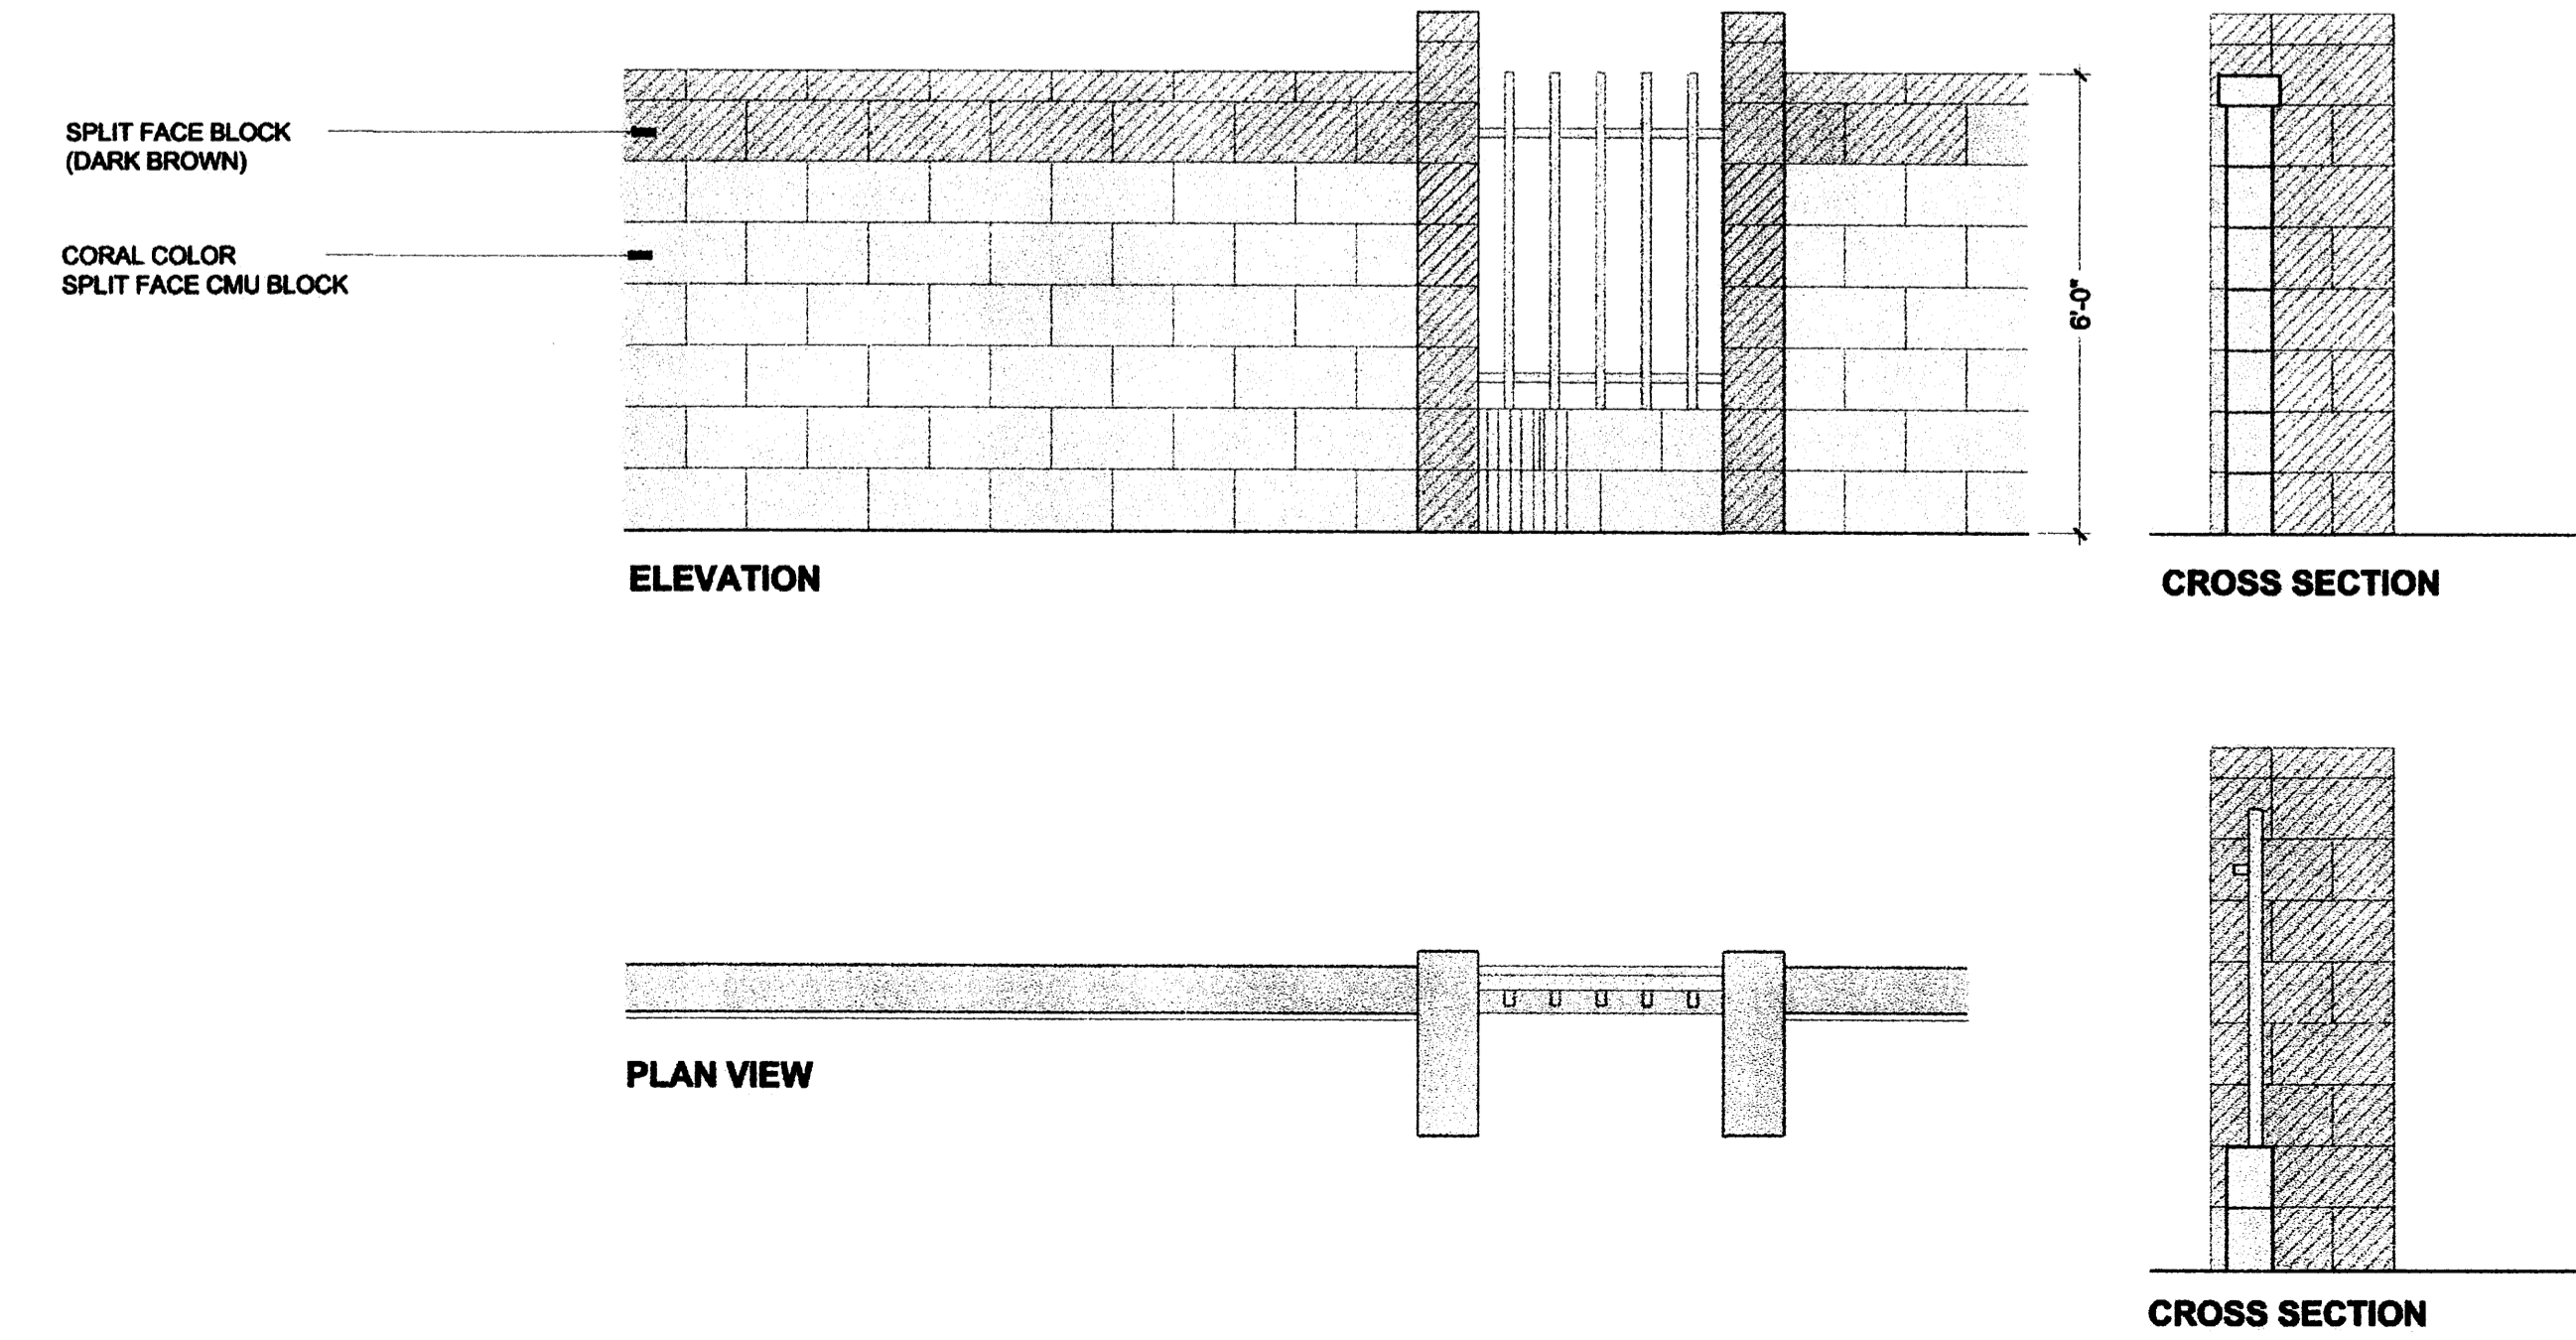 SPLIT FACE BLOCK
(DARK BROWN)
CORAL COLOR
SPLIT FACE CMU BLOCK
6'-0"
ELEVATION
CROSS SECTION
PLAN VIEW
CROSS SECTION